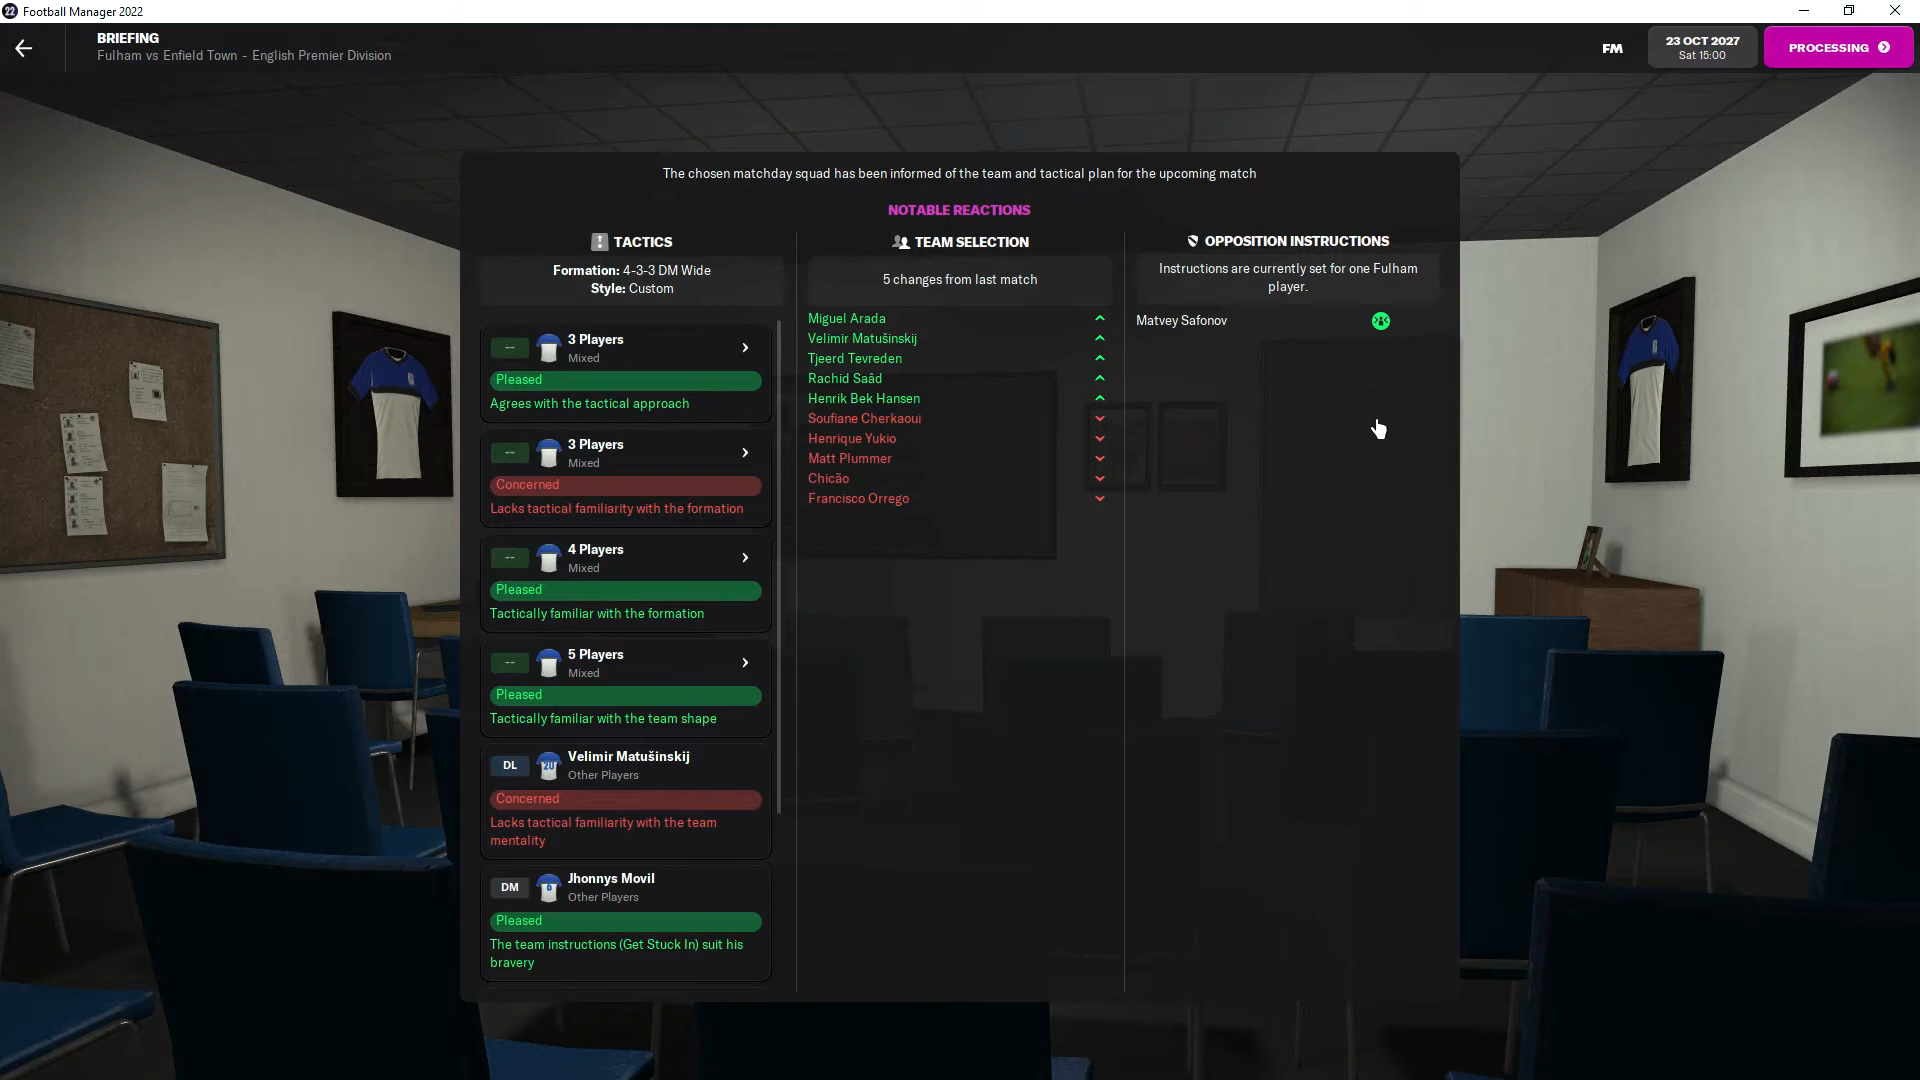 22 Football Manager 2022
BRIEFING
Fulham vs Enfield Town - English Premier Division
FM
23 OCT 2027
Sat 15:00
PROCESSING
The chosen matchday squad has been informed of the team and tactical plan for the upcoming match
NOTABLE REACTIONS
TACTICS
Formation: 4-3-3 DM Wide
Style: Custom
-- 3 Players
Mixed
Pleased
Agrees with the tactical approach
-- 3 Players
Mixed
Concerned
Lacks tactical familiarity with the formation
-- 4 Players
Mixed
Pleased
Tactically familiar with the formation
-- 5 Players
Mixed
Pleased
Tactically familiar with the team shape
DL 20 Velimir Matušinskij
Other Players
Concerned
Lacks tactical familiarity with the team
mentality
DM 6 Jhonnys Movil
Other Players
Pleased
The team instructions (Get Stuck In) suit his
bravery
TEAM SELECTION
5 changes from last match
Miguel Arada
Velimir Matušinskij
Tjeerd Tevreden
Rachid Saâd
Henrik Bek Hansen
Soufiane Cherkaoui
Henrique Yukio
Matt Plummer
Chicão
Francisco Orrego
OPPOSITION INSTRUCTIONS
Instructions are currently set for one Fulham
player.
Matvey Safonov